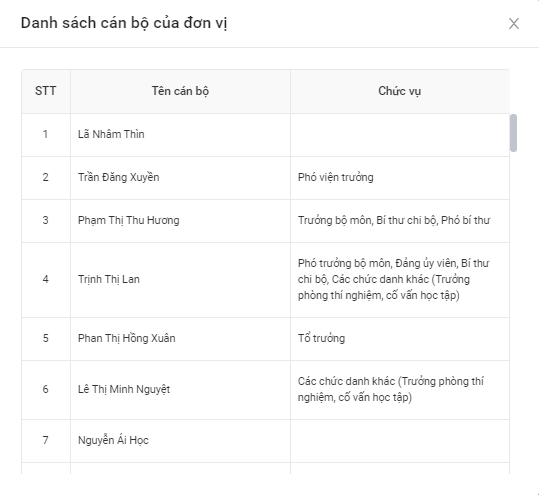 Danh sách cán bộ của đơn vị
STT Tên cán bộ Chức vụ
1 Lã Nhâm Thìn
2 Trần Đăng Xuyền Phó viện trưởng
3 Phạm Thị Thu Hương Trưởng bộ môn, Bí thư chi bộ, Phó bí thư
4 Trịnh Thị Lan Phó trưởng bộ môn, Đảng ủy viên, Bí thư
chi bộ, Các chức danh khác (Trưởng
phòng thí nghiệm, cố vấn học tập)
5 Phan Thị Hồng Xuân Tổ trưởng
6 Lê Thị Minh Nguyệt Các chức danh khác (Trưởng phòng thí
nghiệm, cố vấn học tập)
7 Nguyễn Ái Học